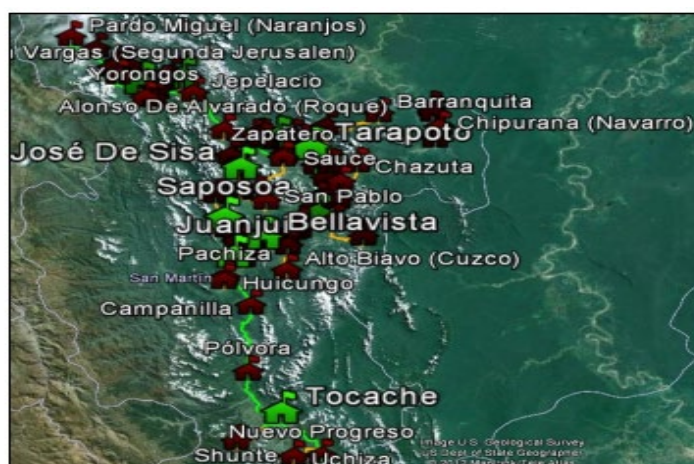 Pardo Miguel (Naranjos)
Vargas (Segunda Jerusalen)
Yorongos
Jepelacio
Alonso De Alvarado (Roque)
Barranquita
Zapatero
Tarapoto
Chipurana (Navarro)
José De Sisa
Sauce
Chazuta
Saposoa
San Pablo
Juanjui
Bellavista
Pachiza
Alto Biavo (Cuzco)
San Martín
Huicungo
Campanilla
Pólvora
Tocache
Nuevo Progreso
Image U.S. Geological Survey
Shunte
Uchiza
US Dept of State Geographer